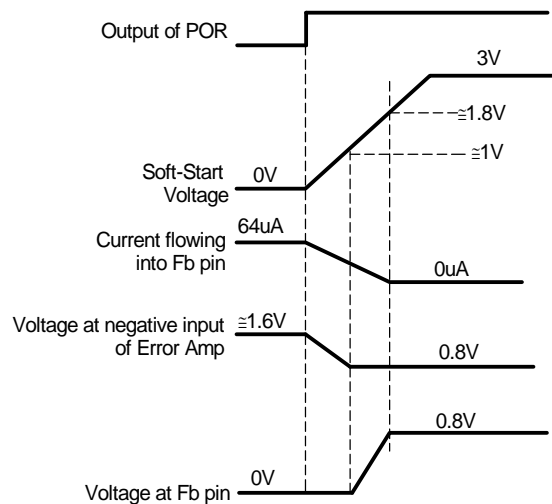 Output of POR
3V
≅1.8V
≅1V
0V
Soft-Start
Voltage
64uA
Current flowing
into Fb pin
0uA
≅1.6V
Voltage at negative input
of Error Amp
0.8V
0.8V
0V
Voltage at Fb pin